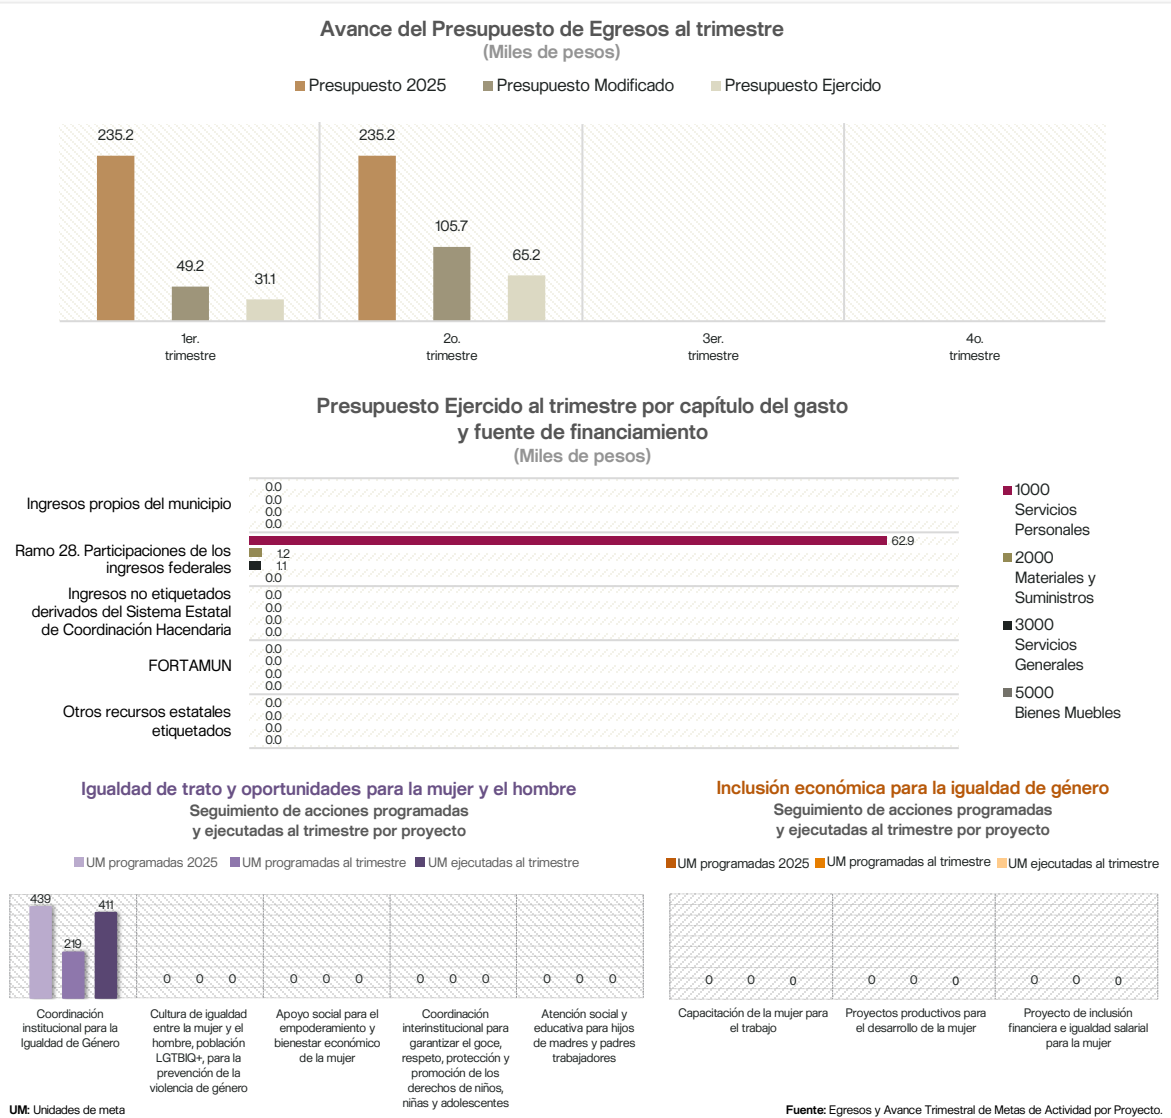 Avance del Presupuesto de Egresos al trimestre
(Miles de pesos)
Presupuesto 2025
Presupuesto Modificado
Presupuesto Ejercido
235.2
49.2
31.1
235.2
105.7
65.2
1er.
trimestre
2o.
trimestre
3er.
trimestre
4o.
trimestre
Presupuesto Ejercido al trimestre por capítulo del gasto
y fuente de financiamiento
(Miles de pesos)
Ingresos propios del municipio
0.0
0.0
0.0
0.0
Ramo 28. Participaciones de los
ingresos federales
62.9
1.2
1.1
0.0
Ingresos no etiquetados
derivados del Sistema Estatal
de Coordinación Hacendaria
0.0
0.0
0.0
0.0
FORTAMUN
0.0
0.0
0.0
0.0
Otros recursos estatales
etiquetados
0.0
0.0
0.0
0.0
1000
Servicios
Personales
2000
Materiales y
Suministros
3000
Servicios
Generales
5000
Bienes Muebles
Igualdad de trato y oportunidades para la mujer y el hombre
Seguimiento de acciones programadas
y ejecutadas al trimestre por proyecto
UM programadas 2025
UM programadas al trimestre
UM ejecutadas al trimestre
439
219
411
0 0 0
0 0 0
0 0 0
0 0 0
Coordinación
institucional para la
Igualdad de Género
Cultura de igualdad
entre la mujer y el
hombre, población
LGTBIQ+, para la
prevención de la
violencia de género
Apoyo social para el
empoderamiento y
bienestar económico
de la mujer
Coordinación
interinstitucional para
garantizar el goce,
respeto, protección y
promoción de los
derechos de niños,
niñas y adolescentes
Atención social y
educativa para hijos
de madres y padres
trabajadores
UM: Unidades de meta
Inclusión económica para la igualdad de género
Seguimiento de acciones programadas
y ejecutadas al trimestre por proyecto
UM programadas 2025
UM programadas al trimestre
UM ejecutadas al trimestre
0 0 0
0 0 0
0 0 0
Capacitación de la mujer para
el trabajo
Proyectos productivos para
el desarrollo de la mujer
Proyecto de inclusión
financiera e igualdad salarial
para la mujer
Fuente: Egresos y Avance Trimestral de Metas de Actividad por Proyecto.